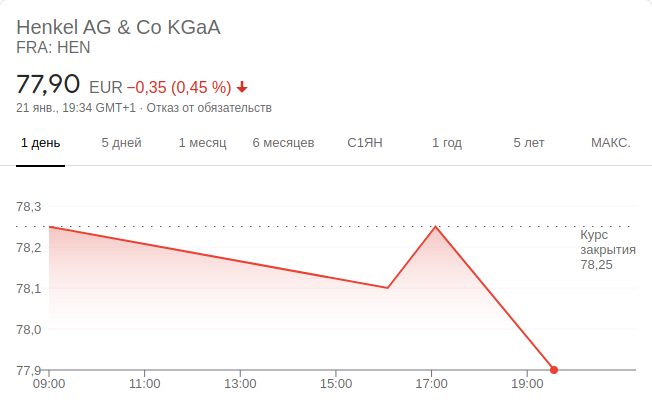 Henkel AG & Co KGaA
FRA: HEN
77,90 EUR −0,35 (0,45 %)
21 янв., 19:34 GMT+1 · Отказ от обязательств
1 день 5 дней 1 месяц 6 месяцев С1ЯН 1 год 5 лет МАКС.
78,3
78,2
78,1
78,0
77,9
Курс
закрытия
78,25
09:00 11:00 13:00 15:00 17:00 19:00